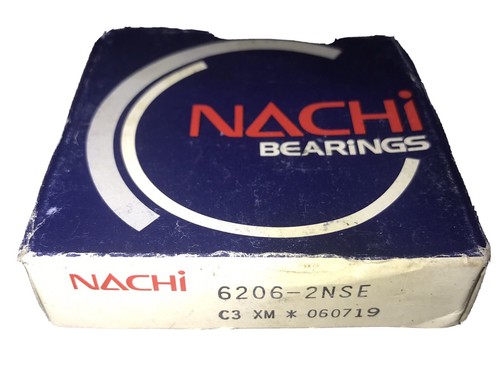 NACHi
BEARiNGS
NACHi 6206-2NSE
C3 XM * 060719